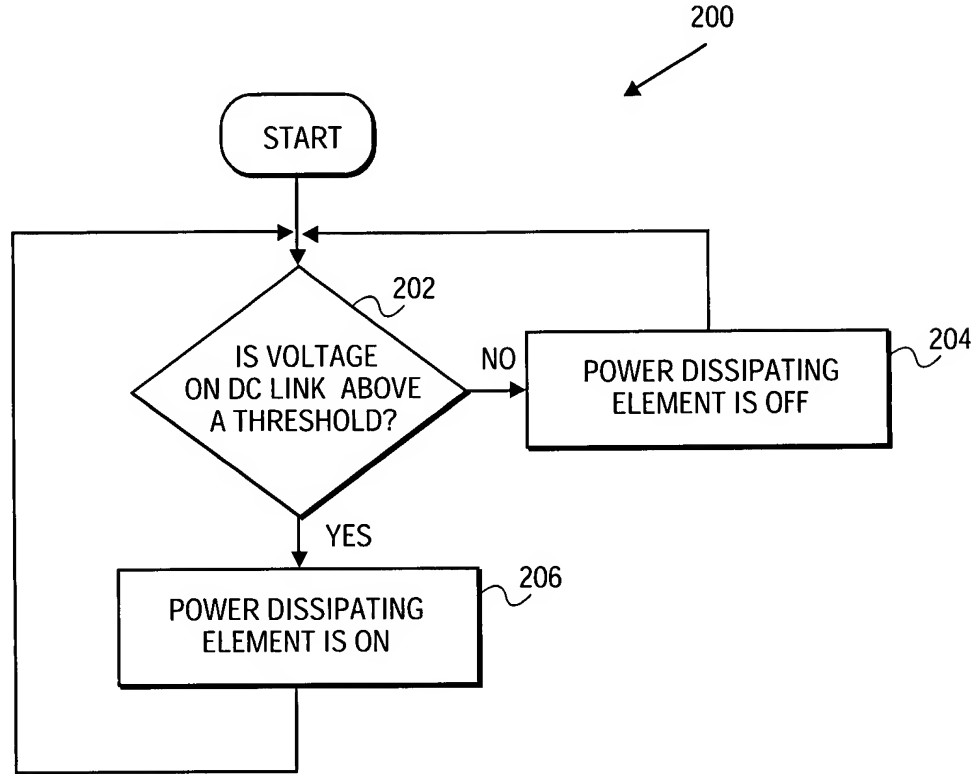 200
START
202
IS VOLTAGE
ON DC LINK ABOVE
A THRESHOLD?
NO
204
POWER DISSIPATING
ELEMENT IS OFF
YES
206
POWER DISSIPATING
ELEMENT IS ON